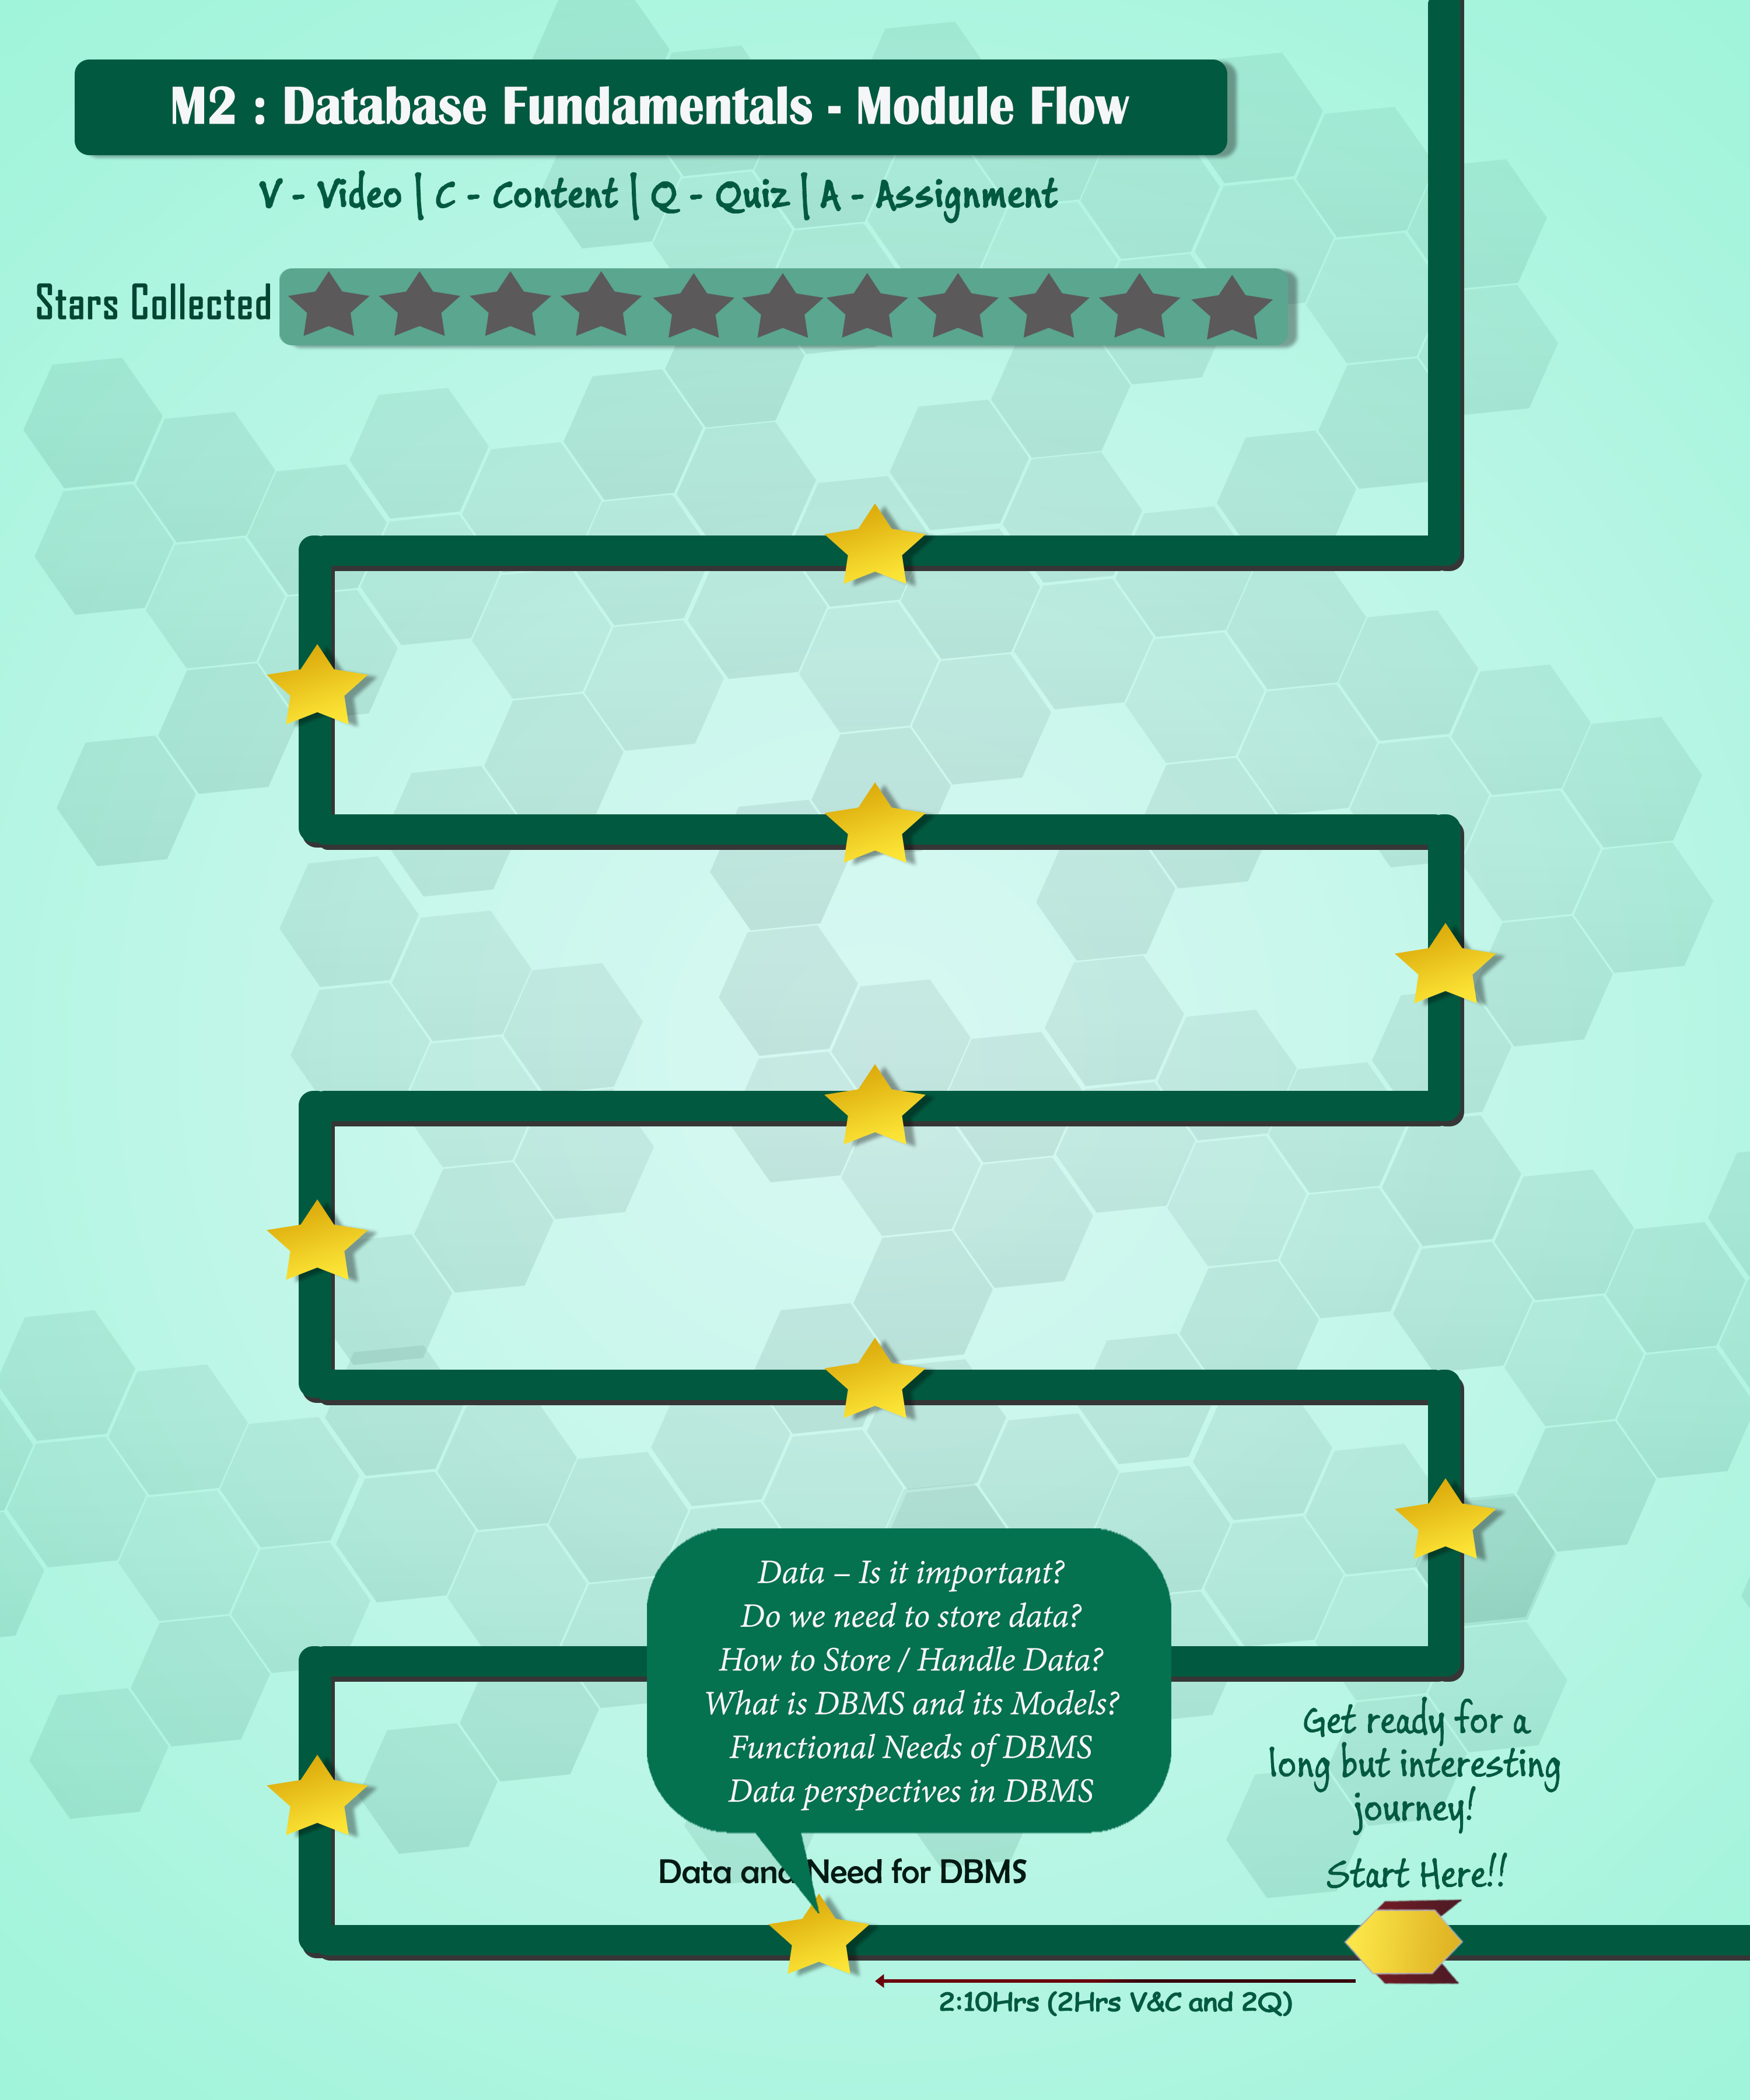 M2 : Database Fundamentals - Module Flow
V - Video | C - Content | Q - Quiz | A - Assignment
Stars Collected
Data – Is it important?
Do we need to store data?
How to Store / Handle Data?
What is DBMS and its Models?
Functional Needs of DBMS
Data perspectives in DBMS
Get ready for a
long but interesting
journey!
Data and Need for DBMS
Start Here!!
2:10Hrs (2Hrs V&C and 2Q)